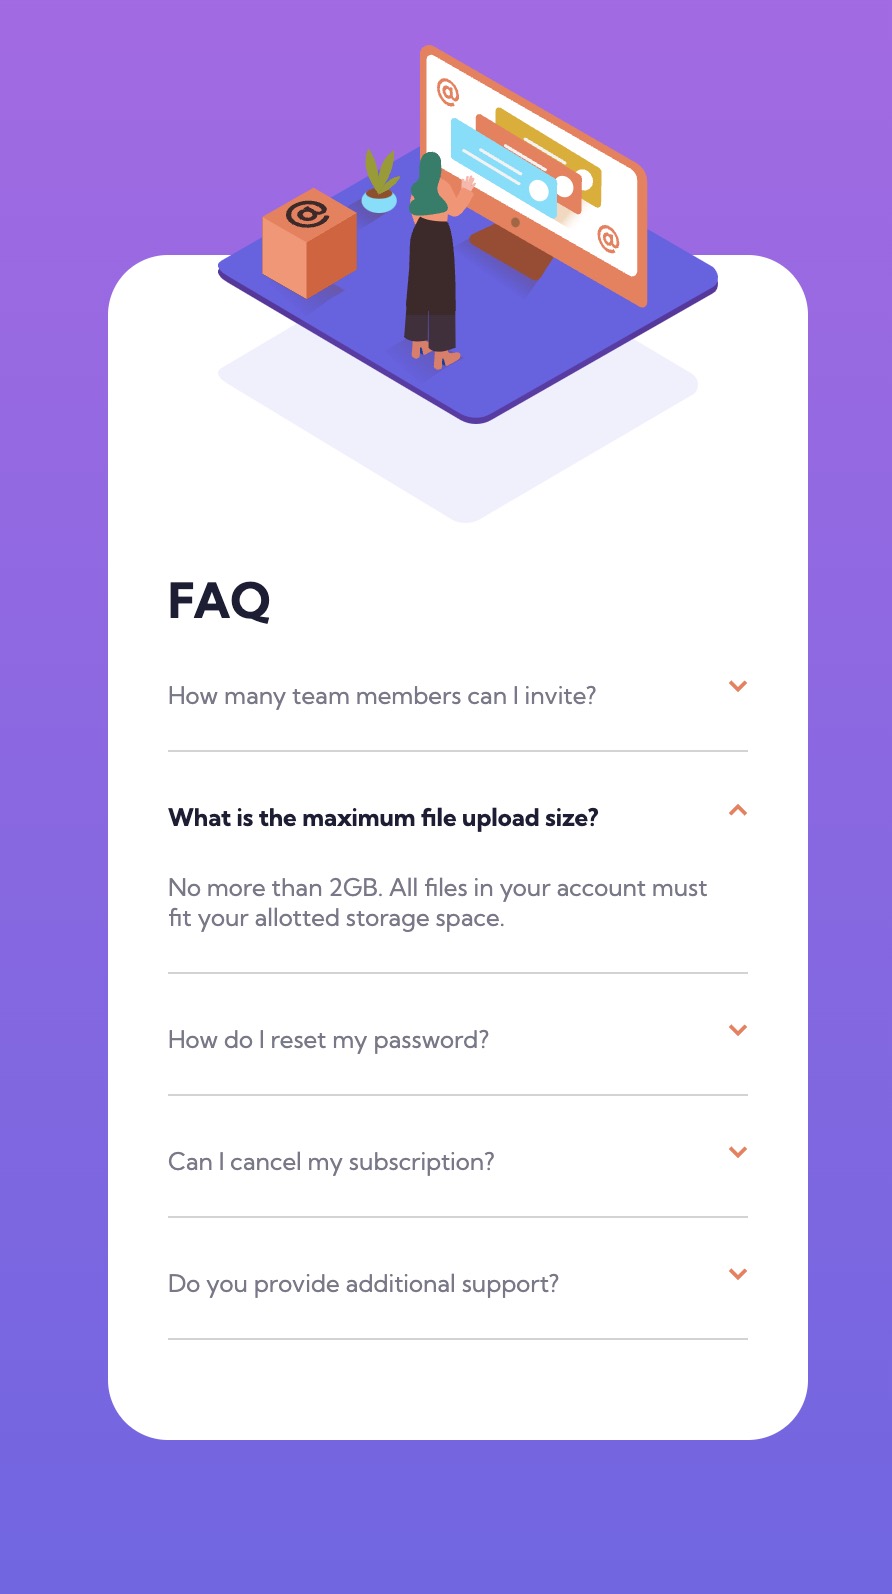 @
@
@
FAQ
How many team members can I invite?
What is the maximum file upload size?
No more than 2GB. All files in your account must
fit your allotted storage space.
How do I reset my password?
Can I cancel my subscription?
Do you provide additional support?